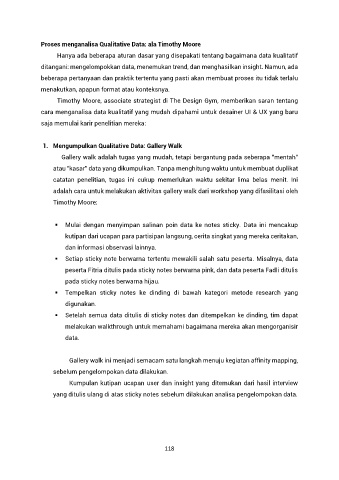 Proses menganalisa Qualitative Data: ala Timothy Moore
Hanya ada beberapa aturan dasar yang disepakati tentang bagaimana data kualitatif
ditangani: mengelompokkan data, menemukan trend, dan menghasilkan insight. Namun, ada
beberapa pertanyaan dan praktik tertentu yang pasti akan membuat proses itu tidak terlalu
menakutkan, apapun format atau konteksnya.
Timothy Moore, associate strategist di The Design Gym, memberikan saran tentang
cara menganalisa data kualitatif yang mudah dipahami untuk desainer UI & UX yang baru
saja memulai karir penelitian mereka:
1. Mengumpulkan Qualitative Data: Gallery Walk
Gallery walk adalah tugas yang mudah, tetapi bergantung pada seberapa "mentah"
atau "kasar" data yang dikumpulkan. Tanpa menghitung waktu untuk membuat duplikat
catatan penelitian, tugas ini cukup memerlukan waktu sekitar lima belas menit. Ini
adalah cara untuk melakukan aktivitas gallery walk dari workshop yang difasilitasi oleh
Timothy Moore:
▪ Mulai dengan menyimpan salinan poin data ke notes sticky. Data ini mencakup
kutipan dari ucapan para partisipan langsung, cerita singkat yang mereka ceritakan,
dan informasi observasi lainnya.
▪ Setiap sticky note berwarna tertentu mewakili salah satu peserta. Misalnya, data
peserta Fitria ditulis pada sticky notes berwarna pink, dan data peserta Fadli ditulis
pada sticky notes berwarna hijau.
▪ Tempelkan sticky notes ke dinding di bawah kategori metode research yang
digunakan.
▪ Setelah semua data ditulis di sticky notes dan ditempelkan ke dinding, tim dapat
melakukan walkthrough untuk memahami bagaimana mereka akan mengorganisir
data.
Gallery walk ini menjadi semacam satu langkah menuju kegiatan affinity mapping,
sebelum pengelompokan data dilakukan.
Kumpulan kutipan ucapan user dan insight yang ditemukan dari hasil interview
yang ditulis ulang di atas sticky notes sebelum dilakukan analisa pengelompokan data.
118